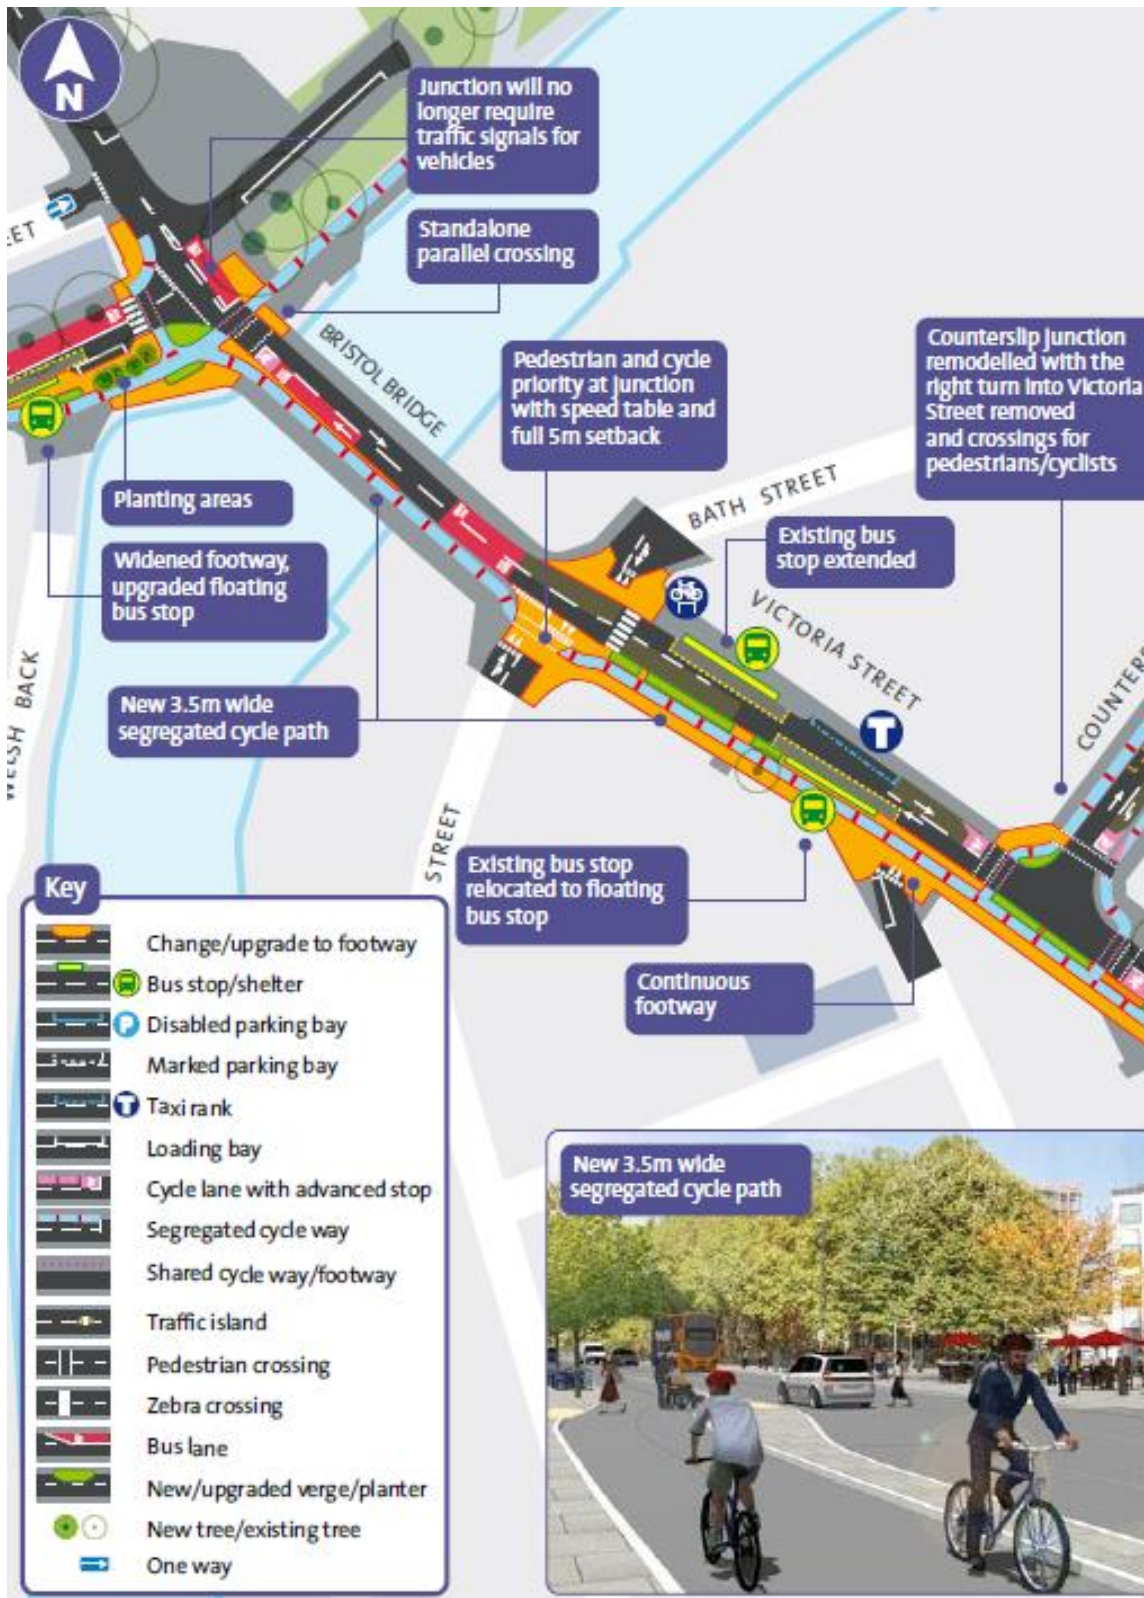 N
Junction will no
longer require
traffic signals for
vehicles
Standalone
parallel crossing
BRISTOL BRIDGE
Pedestrian and cycle
priority at junction
with speed table and
full 5m setback
Counterslip junction
remodelled with the
right turn into Victoria
Street removed
and crossings for
pedestrians/cyclists
BATH STREET
Existing bus
stop extended
VICTORIA STREET
T
Planting areas
Widened footway,
upgraded floating
bus stop
New 3.5m wide
segregated cycle path
BACK
STREET
Existing bus stop
relocated to floating
bus stop
Continuous
footway
Key
Change/upgrade to footway
Bus stop/shelter
P Disabled parking bay
Marked parking bay
T Taxi rank
Loading bay
Cycle lane with advanced stop
Segregated cycle way
Shared cycle way/footway
Traffic island
Pedestrian crossing
Zebra crossing
Bus lane
New/upgraded verge/planter
New tree/existing tree
One way
New 3.5m wide
segregated cycle path